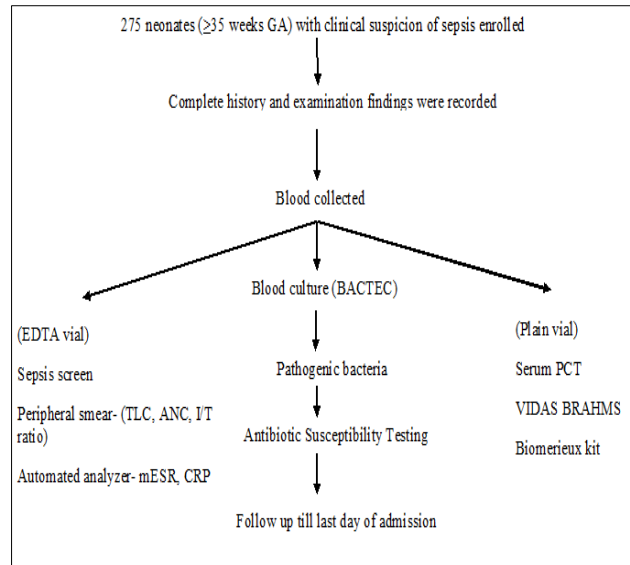 275 neonates (≥35 weeks GA) with clinical suspicion of sepsis enrolled
Complete history and examination findings were recorded
Blood collected
Blood culture (BACTEC)
(EDTA vial)
Sepsis screen
Peripheral smear- (TLC, ANC, I/T
ratio)
Automated analyzer- mESR, CRP
Pathogenic bacteria
Antibiotic Susceptibility Testing
Follow up till last day of admission
(Plain vial)
Serum PCT
VIDAS BRAHMS
Biomerieux kit